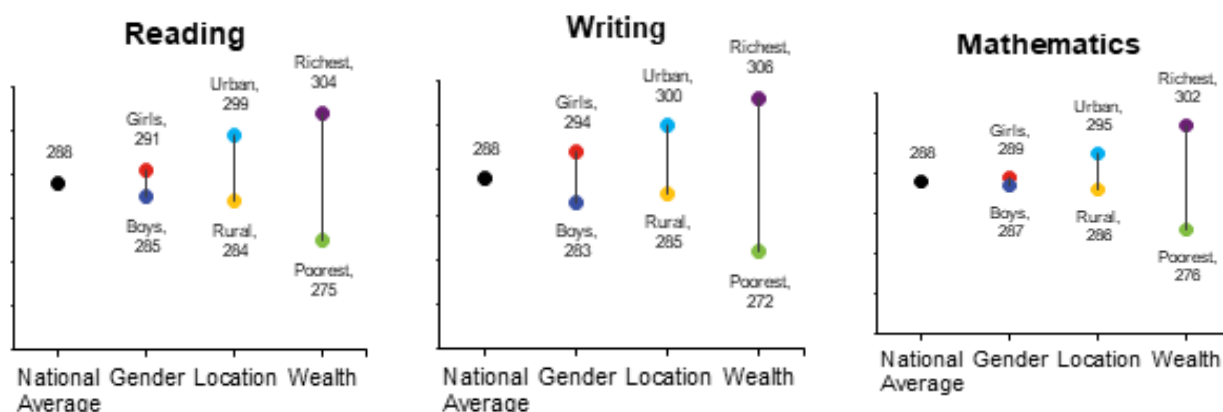 Reading
Richest,
304
Urban,
299
Girls,
291
288
Boys,
285
Rural,
284
Poorest,
275
National
Average
Gender
Location
Wealth
Writing
Richest,
306
Urban,
300
Girls,
294
288
Boys,
283
Rural,
285
Poorest,
272
National
Average
Gender
Location
Wealth
Mathematics
Richest,
302
Urban,
295
Girls,
289
288
Boys,
287
Rural,
286
Poorest,
276
National
Average
Gender
Location
Wealth